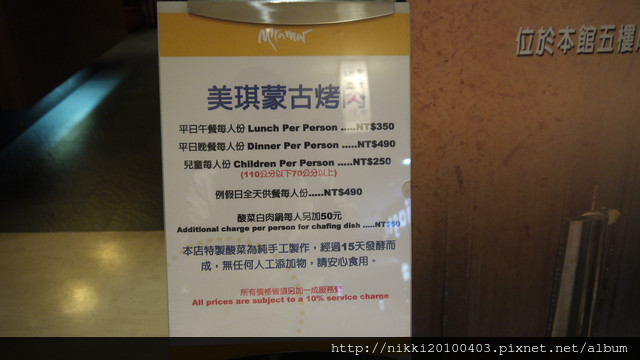 Miramar
位於本館五樓
美琪蒙古烤肉
平日午餐每人份 Lunch Per Person .....NT$350
平日晚餐每人份 Dinner Per Person .....NT$490
兒童每人份 Children Per Person .....NT$250
(110公分以下70公分以上)
例假日全天供餐每人份.....NT$490
酸菜白肉鍋每人另加50元
Additional charge per person for chafing dish .....NT$50
本店特製酸菜為純手工製作，經過15天發酵而
成，無任何人工添加物，請安心食用。
所有價格皆須另加一成服務費
All prices are subject to a 10% service charge
http://nikki20100403.pixnet.net/album